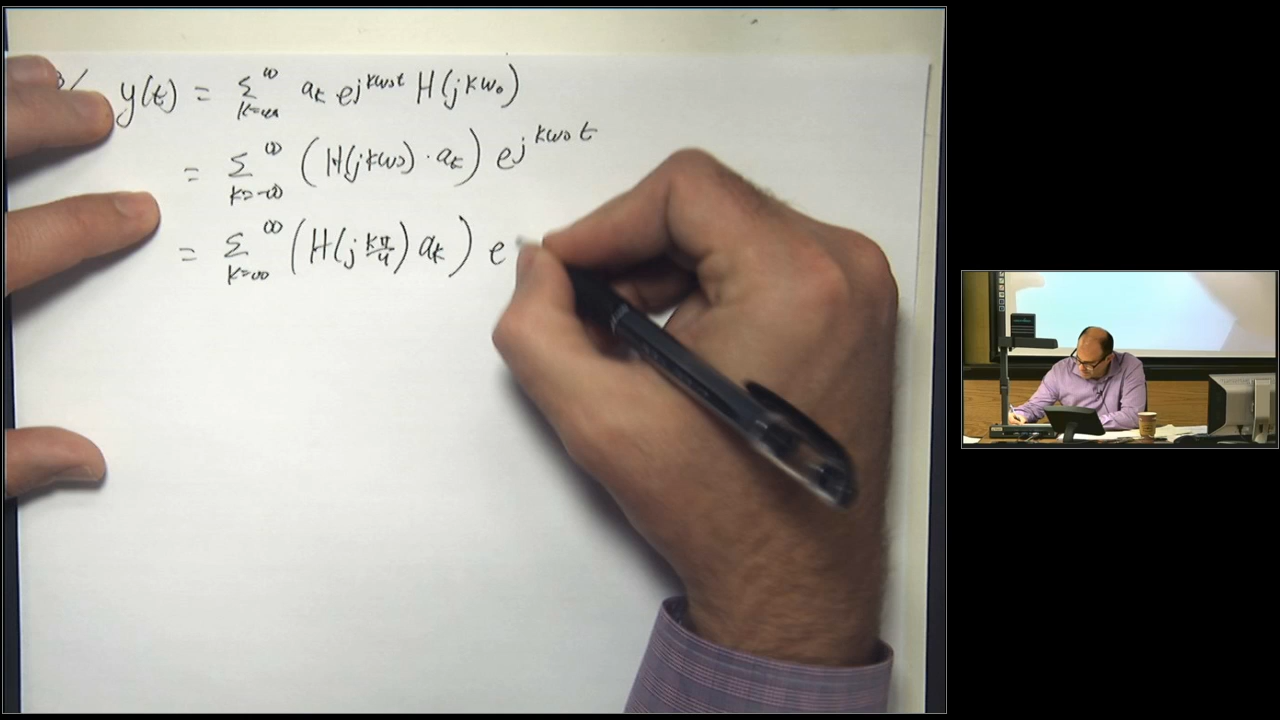 y(t) = Σ_{k=-∞}^{∞} a_k e^{jkω₀t} H(jkω₀)
= Σ_{k=-∞}^{∞} (H(jkω₀) · a_k) e^{jkω₀t}
= Σ_{k=∞}^{∞} (H(j kπ/4) a_k) e